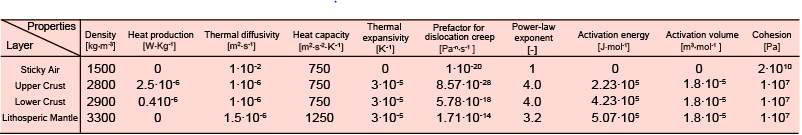 Properties
Layer
Density [kg·m-3]
Heat production [W·Kg-1]
Thermal diffusivity [m2·s-1]
Heat capacity [m2·s-2·K-1]
Thermal expansivity [K-1]
Prefactor for dislocation creep [Pa-n·s-1]
Power-law exponent [-]
Activation energy [J·mol-1]
Activation volume [m3·mol-1]
Cohesion [Pa]
Sticky Air 1500 0 1·10-2 750 0 1·10-20 1 0 0 2·1010
Upper Crust 2800 2.5·10-6 1·10-6 750 3·10-5 8.57·10-28 4.0 2.23·105 1.8·10-5 1·107
Lower Crust 2900 0.410-6 1·10-6 750 3·10-5 5.78·10-18 4.0 4.23·105 1.8·10-5 1·107
Lithosperic Mantle 3300 0 1.5·10-6 1250 3·10-5 1.71·10-14 3.2 5.07·105 1.8·10-5 1·107